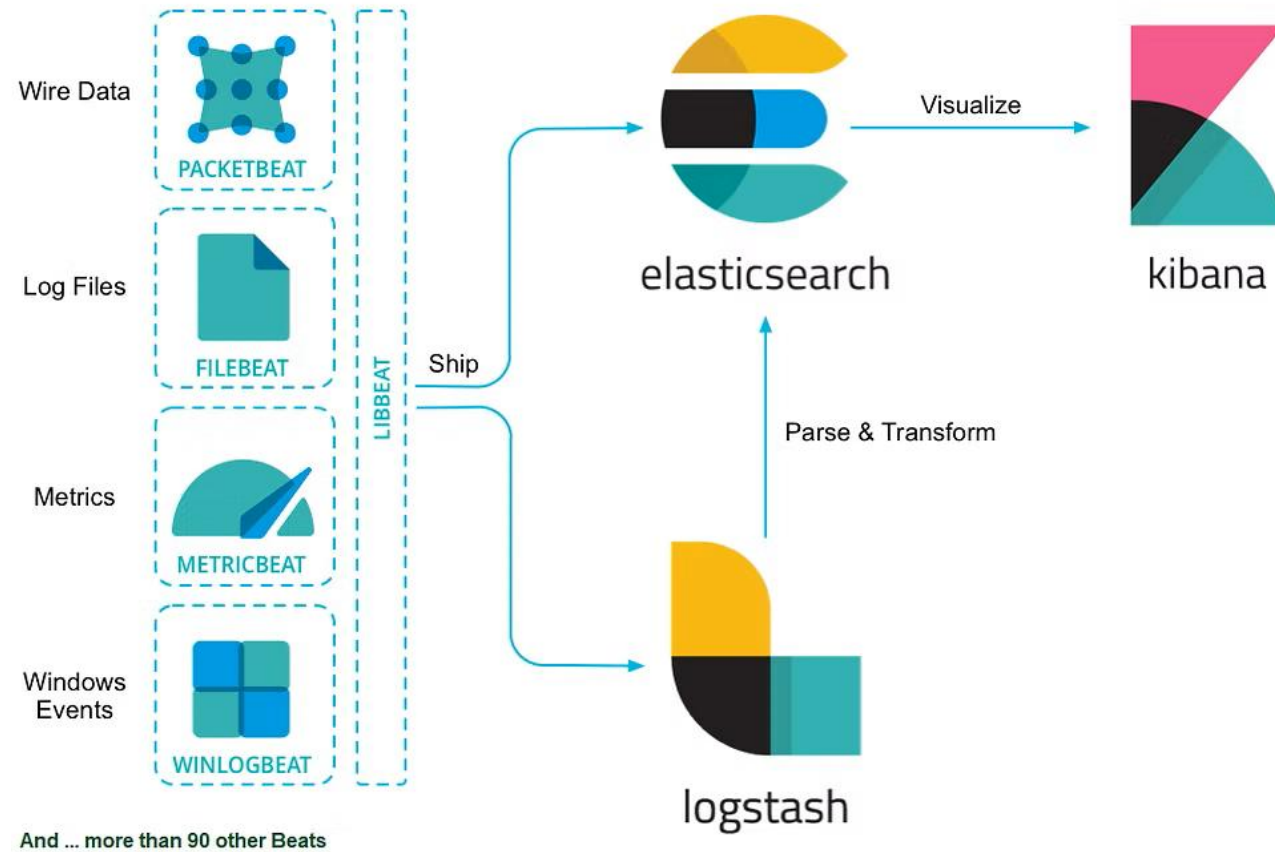 Wire Data
PACKETBEAT
Log Files
FILEBEAT
Metrics
METRICBEAT
Windows
Events
WINLOGBEAT
And ... more than 90 other Beats
LIBBEAT
Ship
elasticsearch
Visualize
kibana
Parse & Transform
logstash